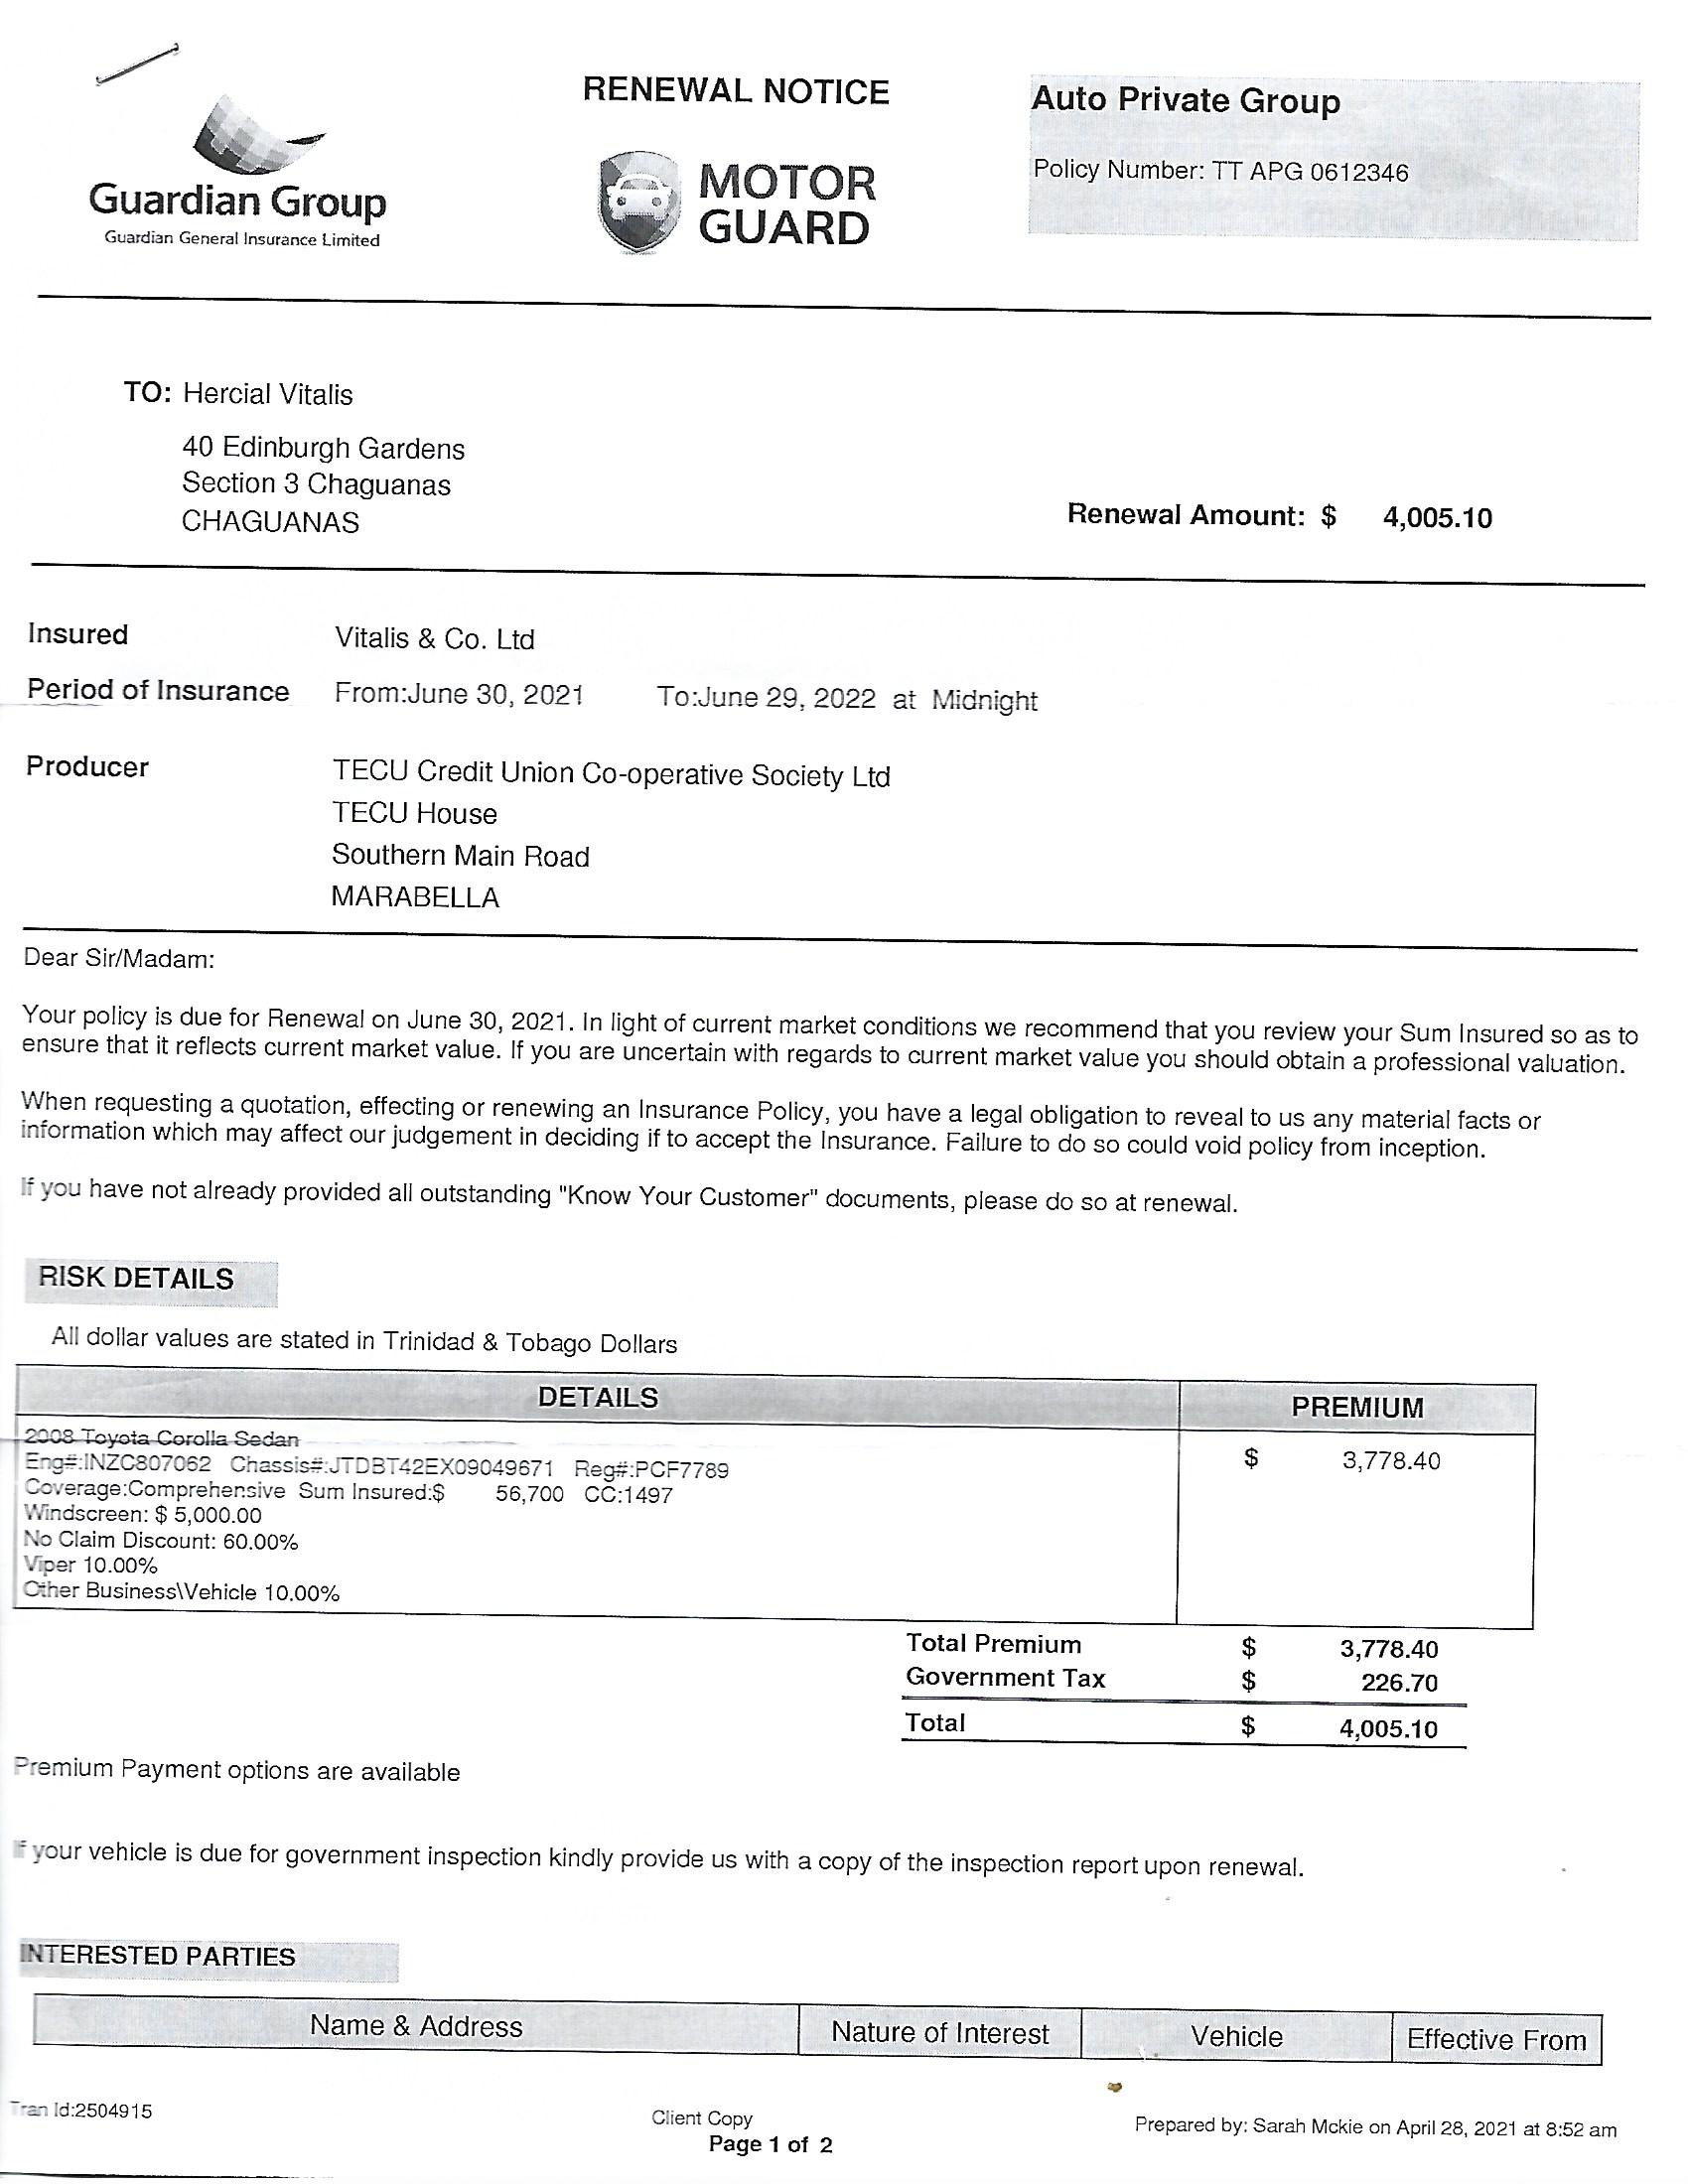 RENEWAL NOTICE
Auto Private Group
Policy Number: TT APG 0612346
Guardian Group
Guardian General Insurance Limited
MOTOR
GUARD
TO: Hercial Vitalis
40 Edinburgh Gardens
Section 3 Chaguanas
CHAGUANAS
Renewal Amount: $ 4,005.10
Insured Vitalis & Co. Ltd
Period of Insurance From:June 30, 2021 To:June 29, 2022 at Midnight
Producer TECU Credit Union Co-operative Society Ltd
TECU House
Southern Main Road
MARABELLA
Dear Sir/Madam:
Your policy is due for Renewal on June 30, 2021. In light of current market conditions we recommend that you review your Sum Insured so as to
ensure that it reflects current market value. If you are uncertain with regards to current market value you should obtain a professional valuation.
When requesting a quotation, effecting or renewing an Insurance Policy, you have a legal obligation to reveal to us any material facts or
information which may affect our judgement in deciding if to accept the Insurance. Failure to do so could void policy from inception.
If you have not already provided all outstanding "Know Your Customer" documents, please do so at renewal.
RISK DETAILS
All dollar values are stated in Trinidad & Tobago Dollars
DETAILS PREMIUM
2008 Toyota Corolla Sedan
Eng#:INZC807062 Chassis#:JTDBT42EX09049671 Reg#:PCF7789 $ 3,778.40
Coverage:Comprehensive Sum Insured:$ 56,700 CC:1497
Windscreen: $ 5,000.00
No Claim Discount: 60.00%
Viper 10.00%
Other Business\Vehicle 10.00%
Total Premium $ 3,778.40
Government Tax $ 226.70
Total $ 4,005.10
Premium Payment options are available
If your vehicle is due for government inspection kindly provide us with a copy of the inspection report upon renewal.
INTERESTED PARTIES
Name & Address Nature of Interest Vehicle Effective From
Tran Id:2504915
Client Copy
Page 1 of 2
Prepared by: Sarah Mckie on April 28, 2021 at 8:52 am